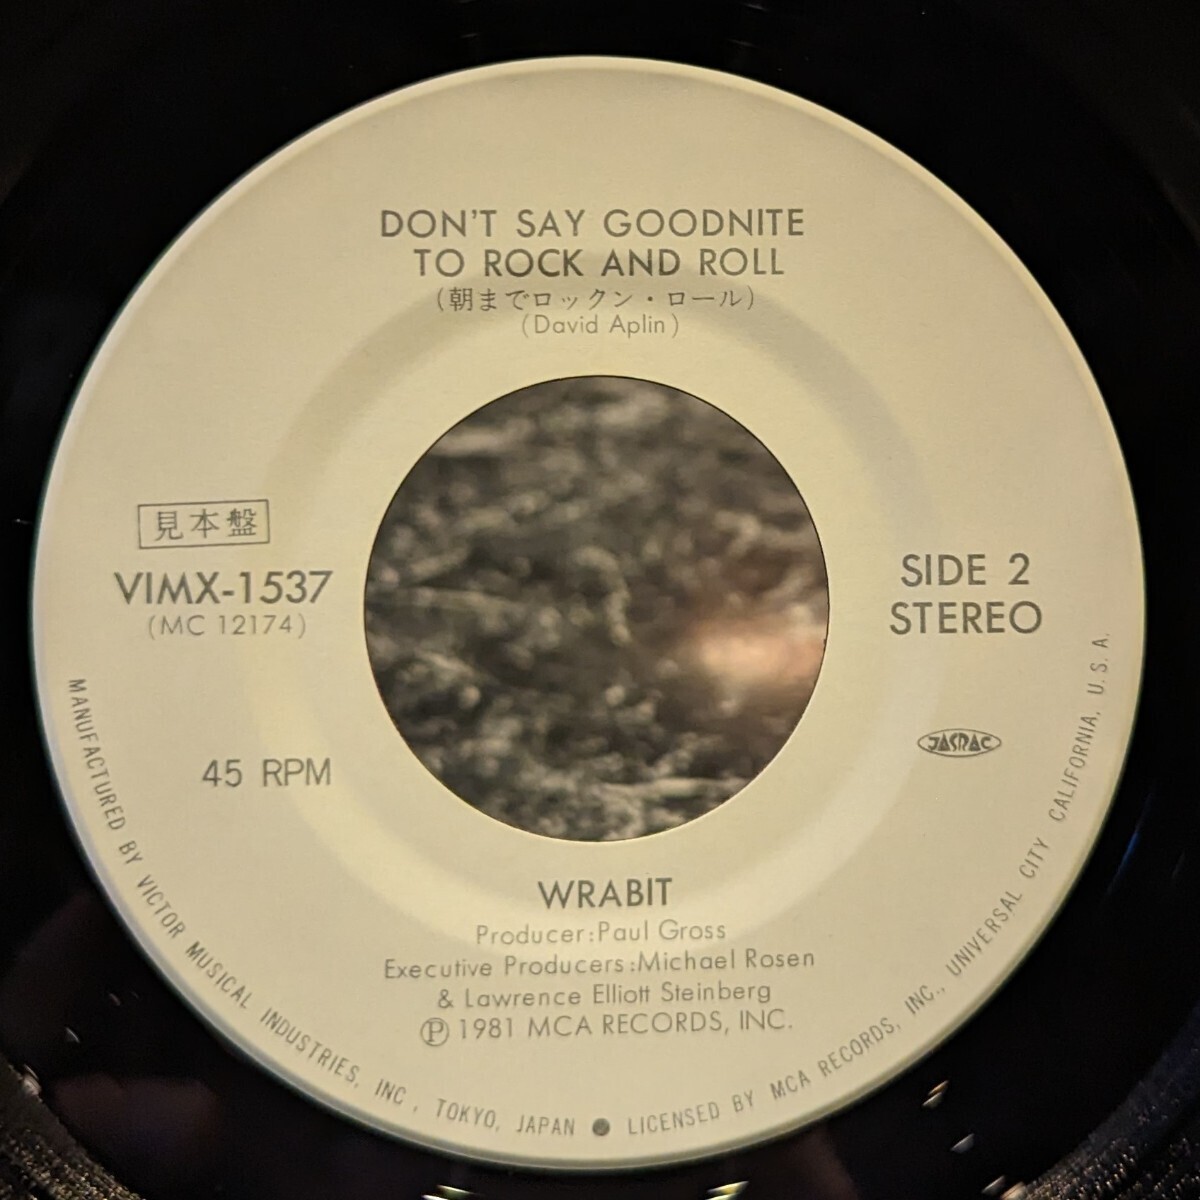 DON'T SAY GOODNITE
TO ROCK AND ROLL
(朝までロックン・ロール)
(David Aplin)
見本盤
VIMX-1537
(MC 12174)
45 RPM
SIDE 2
STEREO
JASRAC
WRABIT
Producer:Paul Gross
Executive Producers:Michael Rosen
& Lawrence Elliott Steinberg
Ⓟ 1981 MCA RECORDS, INC.
MANUFACTURED BY VICTOR MUSICAL INDUSTRIES, INC, TOKYO, JAPAN ● LICENSED BY MCA RECORDS, INC., UNIVERSAL CITY CALIFORNIA, U.S.A.